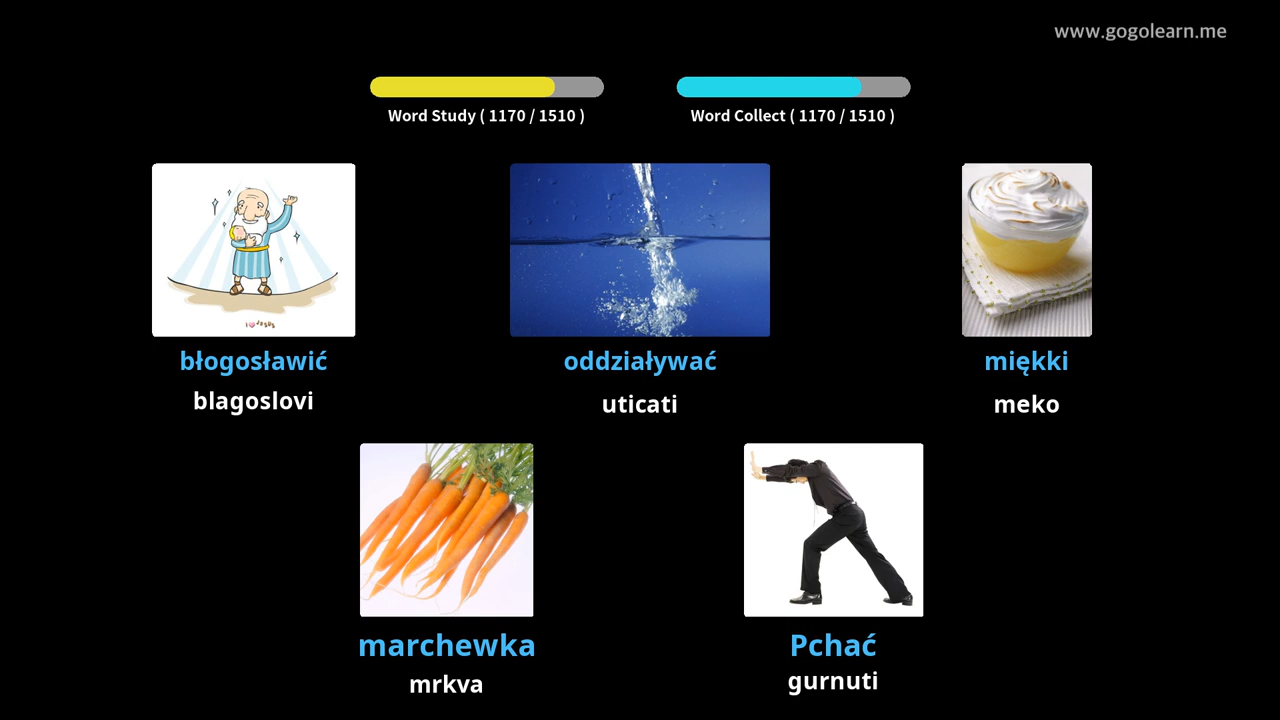 www.gogolearn.me
Word Study ( 1170 / 1510 )
Word Collect ( 1170 / 1510 )
I JESUS
błogosławić
oddziaływać
miękki
blagoslovi
uticati
meko
marchewka
Pchać
mrkva
gurnuti